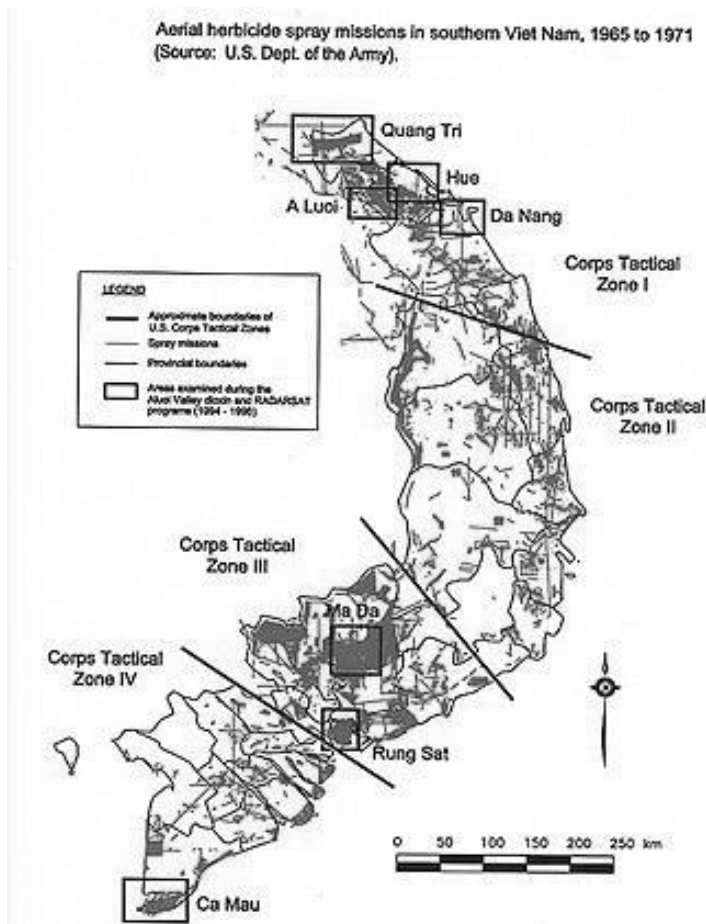 Aerial herbicide spray missions in southern Viet Nam, 1965 to 1971
(Source: U.S. Dept. of the Army).
Quang Tri
Hue
A Luoi
Da Nang
Corps Tactical
Zone I
LEGEND
Approximate boundaries of
U.S. Corps Tactical Zones
Spray missions
Provincial boundaries
Areas examined during the
Aluoi Valley dioxin and RADARSAT
programs (1994 - 1998)
Corps Tactical
Zone II
Corps Tactical
Zone III
Ma Da
Corps Tactical
Zone IV
Rung Sat
0 50 100 150 200 250 km
Ca Mau